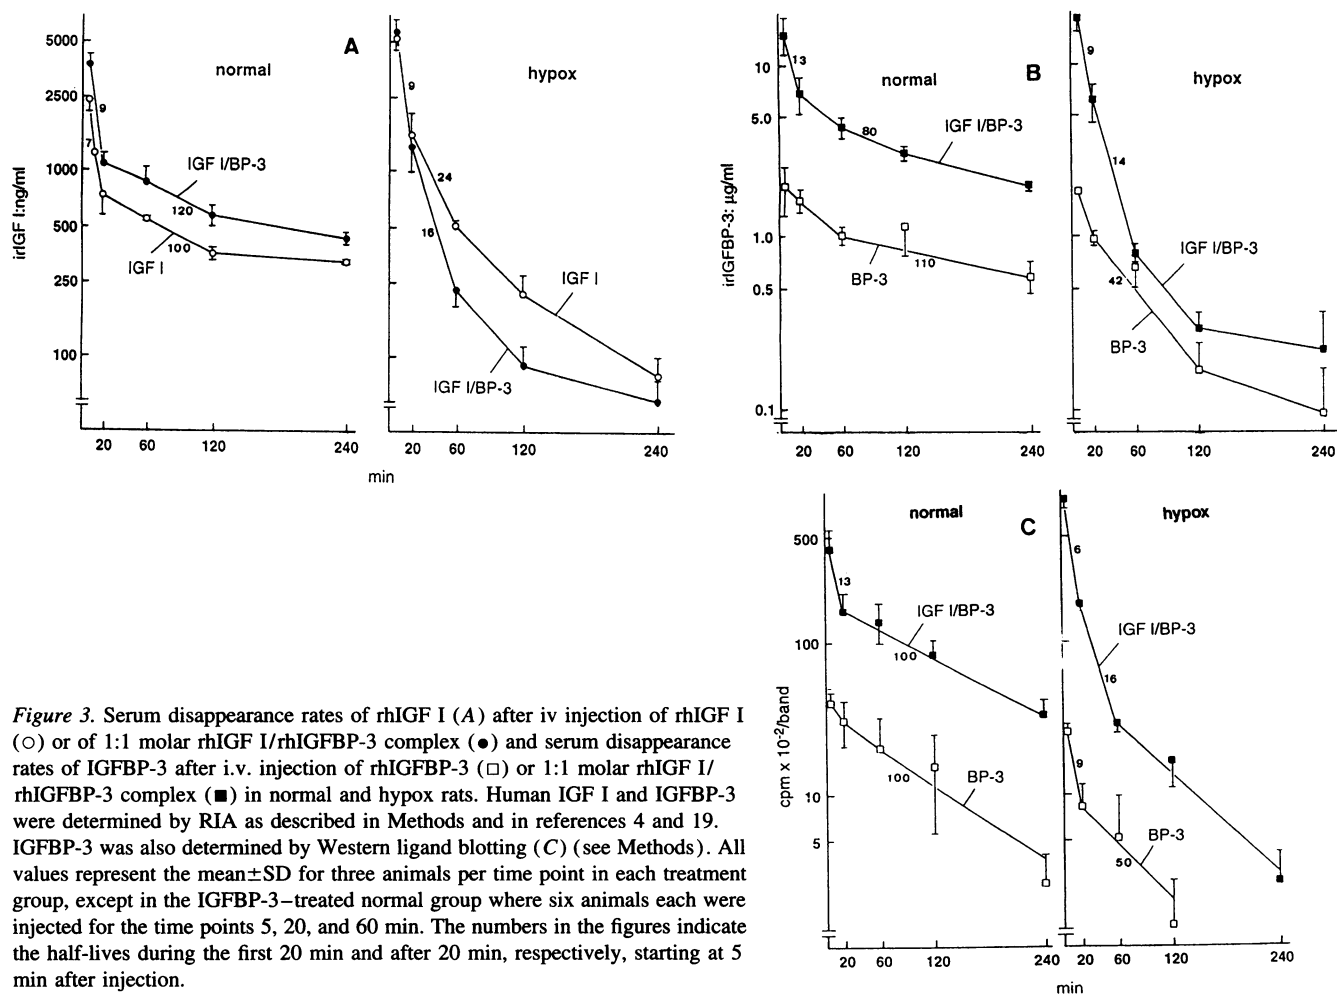 A
normal
irIGF I:ng/ml
5000
2500
1000
500
250
100
9
7
IGF I/BP-3
120
100
IGF I
20 60 120 240
hypox
9
24
16
IGF I
IGF I/BP-3
20 60 120 240
min
B
normal
irIGFBP-3: μg/ml
10
5.0
1.0
0.5
0.1
13
80
IGF I/BP-3
BP-3
110
20 60 120 240
hypox
9
14
IGF I/BP-3
42
BP-3
20 60 120 240
C
normal
cpm x 10-2/band
500
100
10
5
13
IGF I/BP-3
100
100
BP-3
20 60 120 240
hypox
6
IGF I/BP-3
16
9
BP-3
50
20 60 120 240
min
Figure 3. Serum disappearance rates of rhIGF I (A) after iv injection of rhIGF I
(○) or of 1:1 molar rhIGF I/rhIGFBP-3 complex (●) and serum disappearance
rates of IGFBP-3 after i.v. injection of rhIGFBP-3 (□) or 1:1 molar rhIGF I/
rhIGFBP-3 complex (■) in normal and hypox rats. Human IGF I and IGFBP-3
were determined by RIA as described in Methods and in references 4 and 19.
IGFBP-3 was also determined by Western ligand blotting (C) (see Methods). All
values represent the mean±SD for three animals per time point in each treatment
group, except in the IGFBP-3–treated normal group where six animals each were
injected for the time points 5, 20, and 60 min. The numbers in the figures indicate
the half-lives during the first 20 min and after 20 min, respectively, starting at 5
min after injection.